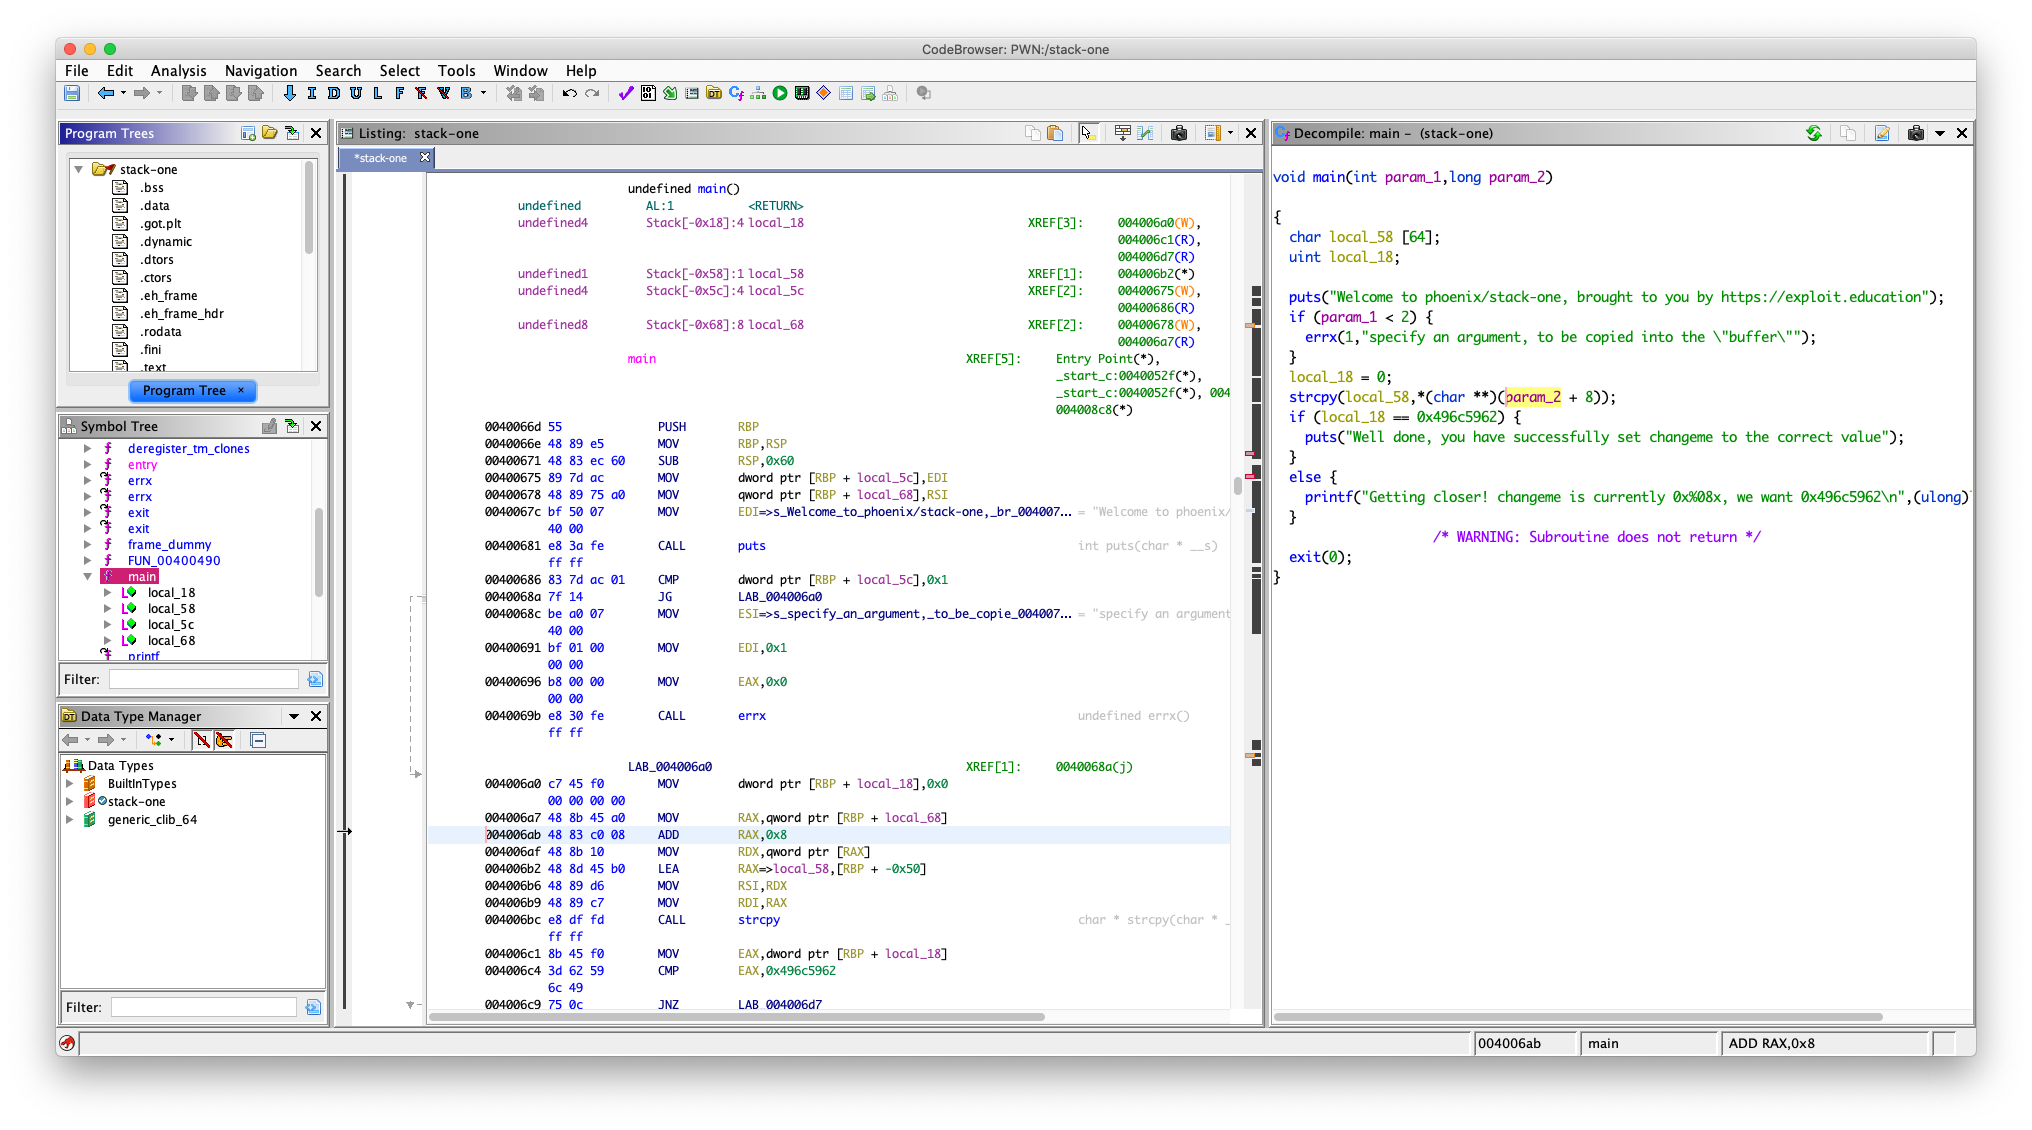 CodeBrowser: PWN:/stack-one
File Edit Analysis Navigation Search Select Tools Window Help
I D U L F B
Program Trees
stack-one
.bss
.data
.got.plt
.dynamic
.dtors
.ctors
.eh_frame
.eh_frame_hdr
.rodata
.fini
.text
Program Tree ×
Symbol Tree
deregister_tm_clones
entry
errx
errx
exit
exit
frame_dummy
FUN_00400490
main
local_18
local_58
local_5c
local_68
printf
Filter:
Data Type Manager
Data Types
BuiltInTypes
stack-one
generic_clib_64
Filter:
Listing: stack-one
*stack-one
undefined main()
undefined AL:1 <RETURN>
undefined4 Stack[-0x18]:4 local_18 XREF[3]: 004006a0(W),
004006c1(R),
004006d7(R)
undefined1 Stack[-0x58]:1 local_58 XREF[1]: 004006b2(*)
undefined4 Stack[-0x5c]:4 local_5c XREF[2]: 00400675(W),
00400686(R)
undefined8 Stack[-0x68]:8 local_68 XREF[2]: 00400678(W),
004006a7(R)
main XREF[5]: Entry Point(*),
_start_c:0040052f(*),
_start_c:0040052f(*), 004
004008c8(*)
0040066d 55 PUSH RBP
0040066e 48 89 e5 MOV RBP,RSP
00400671 48 83 ec 60 SUB RSP,0x60
00400675 89 7d ac MOV dword ptr [RBP + local_5c],EDI
00400678 48 89 75 a0 MOV qword ptr [RBP + local_68],RSI
0040067c bf 50 07 MOV EDI=>s_Welcome_to_phoenix/stack-one,_br_004007... = "Welcome to phoenix/
40 00
00400681 e8 3a fe CALL puts int puts(char * __s)
ff ff
00400686 83 7d ac 01 CMP dword ptr [RBP + local_5c],0x1
0040068a 7f 14 JG LAB_004006a0
0040068c be a0 07 MOV ESI=>s_specify_an_argument,_to_be_copie_004007... = "specify an argument
40 00
00400691 bf 01 00 MOV EDI,0x1
00 00
00400696 b8 00 00 MOV EAX,0x0
00 00
0040069b e8 30 fe CALL errx undefined errx()
ff ff
LAB_004006a0 XREF[1]: 0040068a(j)
004006a0 c7 45 f0 MOV dword ptr [RBP + local_18],0x0
00 00 00 00
004006a7 48 8b 45 a0 MOV RAX,qword ptr [RBP + local_68]
004006ab 48 83 c0 08 ADD RAX,0x8
004006af 48 8b 10 MOV RDX,qword ptr [RAX]
004006b2 48 8d 45 b0 LEA RAX=>local_58,[RBP + -0x50]
004006b6 48 89 d6 MOV RSI,RDX
004006b9 48 89 c7 MOV RDI,RAX
004006bc e8 df fd CALL strcpy char * strcpy(char * _
ff ff
004006c1 8b 45 f0 MOV EAX,dword ptr [RBP + local_18]
004006c4 3d 62 59 CMP EAX,0x496c5962
6c 49
004006c9 75 0c JNZ LAB_004006d7
Decompile: main - (stack-one)
void main(int param_1,long param_2)
{
char local_58 [64];
uint local_18;
puts("Welcome to phoenix/stack-one, brought to you by https://exploit.education");
if (param_1 < 2) {
errx(1,"specify an argument, to be copied into the \"buffer\"");
}
local_18 = 0;
strcpy(local_58,*(char **)(param_2 + 8));
if (local_18 == 0x496c5962) {
puts("Well done, you have successfully set changeme to the correct value");
}
else {
printf("Getting closer! changeme is currently 0x%08x, we want 0x496c5962\n",(ulong)
}
/* WARNING: Subroutine does not return */
exit(0);
}
004006ab main ADD RAX,0x8